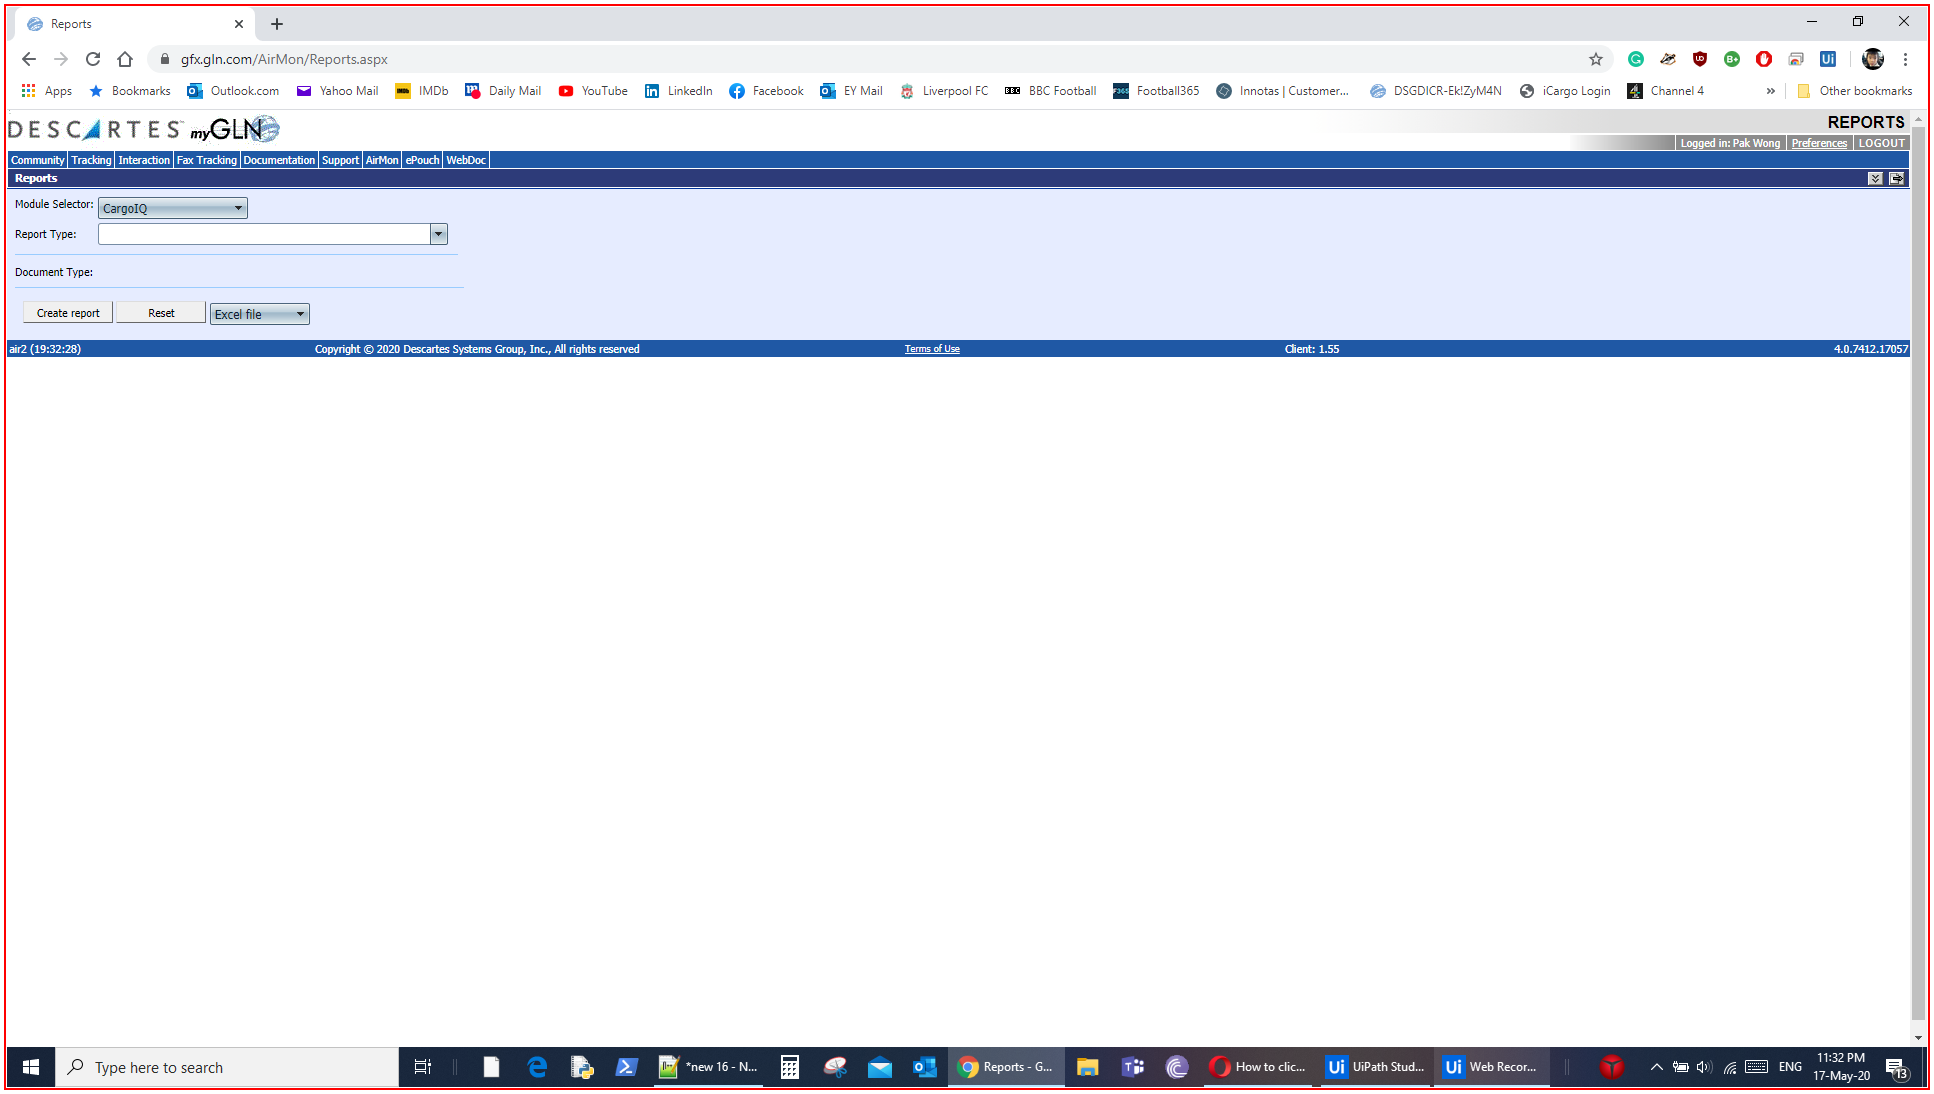 Reports
gfx.gln.com/AirMon/Reports.aspx
Apps Bookmarks Outlook.com Yahoo Mail IMDb Daily Mail YouTube LinkedIn Facebook EY Mail Liverpool FC BBC Football Football365 Innotas | Customer... DSGDICR-Ek!ZyM4N iCargo Login Channel 4 » Other bookmarks
DESCARTES myGLN
REPORTS
Logged in: Pak Wong Preferences LOGOUT
Community Tracking Interaction Fax Tracking Documentation Support AirMon ePouch WebDoc
Reports
Module Selector: CargoIQ
Report Type:
Document Type:
Create report Reset Excel file
air2 (19:32:28) Copyright © 2020 Descartes Systems Group, Inc., All rights reserved Terms of Use Client: 1.55 4.0.7412.17057
Type here to search *new 16 - N... Reports - G... How to clic... UiPath Stud... Web Recor... ENG 11:32 PM
17-May-20 13